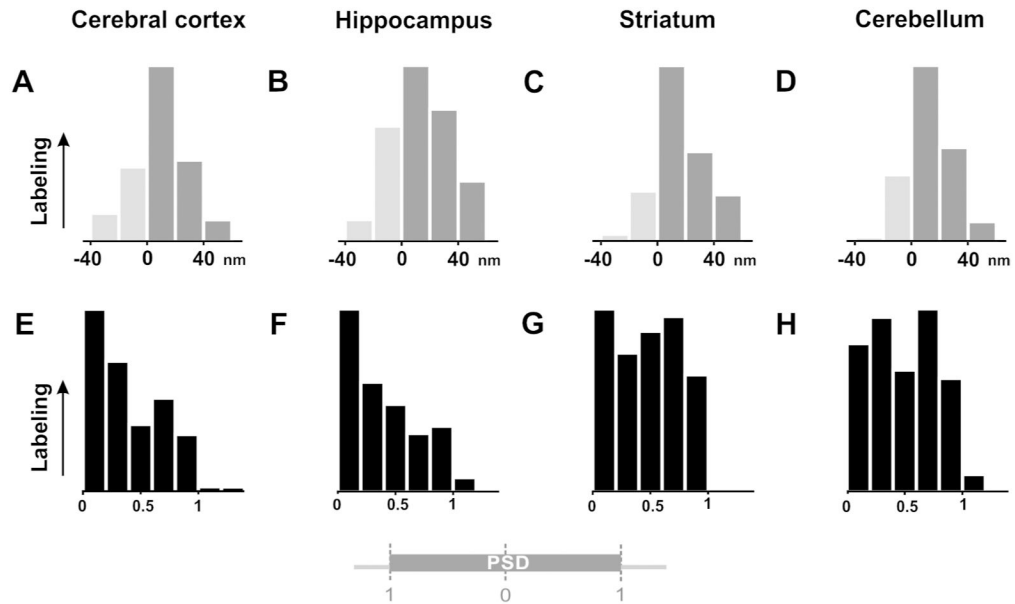 Cerebral cortex Hippocampus Striatum Cerebellum
A B C D
Labeling
-40 0 40 nm -40 0 40 nm -40 0 40 nm -40 0 40 nm
E F G H
Labeling
0 0.5 1 0 0.5 1 0 0.5 1 0 0.5 1
PSD
1 0 1